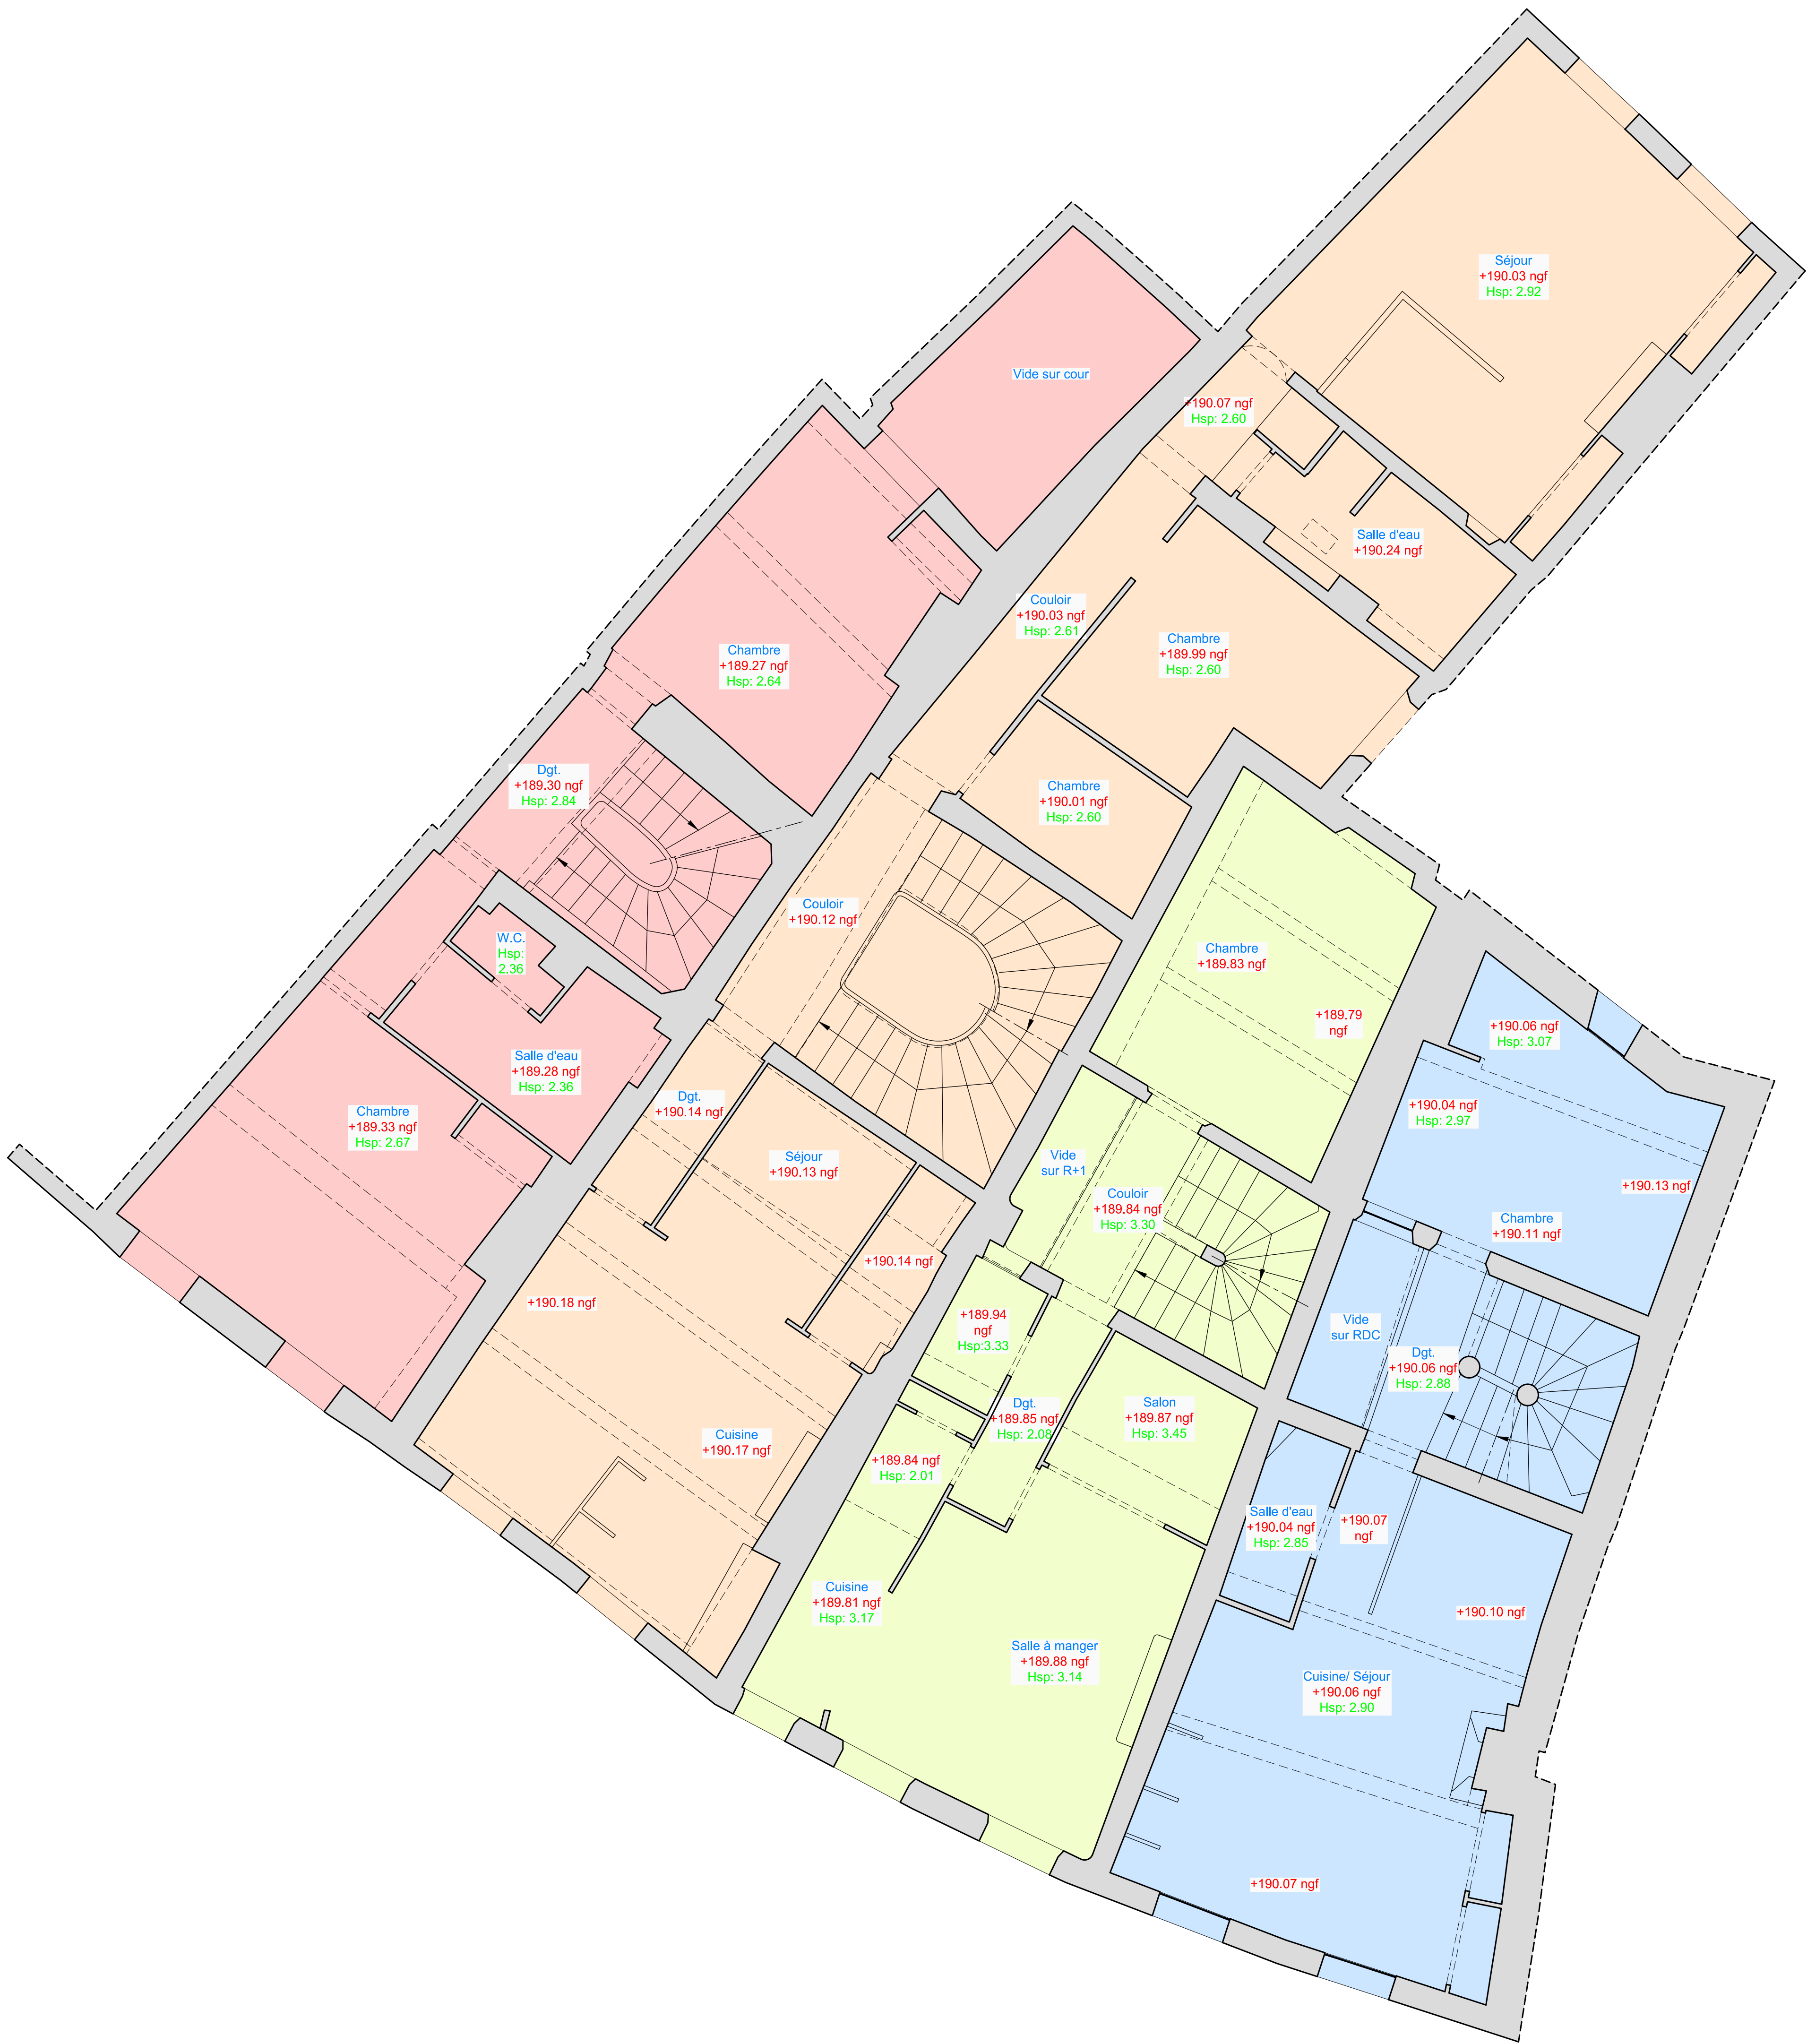 Séjour
+190.03 ngf
Hsp: 2.92
Vide sur cour
+190.07 ngf
Hsp: 2.60
Salle d'eau
+190.24 ngf
Couloir
+190.03 ngf
Hsp: 2.61
Chambre
+189.99 ngf
Hsp: 2.60
Chambre
+189.27 ngf
Hsp: 2.64
Dgt.
+189.30 ngf
Hsp: 2.84
Chambre
+190.01 ngf
Hsp: 2.60
Couloir
+190.12 ngf
W.C.
Hsp:
2.36
Chambre
+189.83 ngf
+189.79
ngf
Salle d'eau
+189.28 ngf
Hsp: 2.36
+190.06 ngf
Hsp: 3.07
Chambre
+189.33 ngf
Hsp: 2.67
Dgt.
+190.14 ngf
+190.04 ngf
Hsp: 2.97
Séjour
+190.13 ngf
Vide
sur R+1
Couloir
+189.84 ngf
Hsp: 3.30
+190.13 ngf
Chambre
+190.11 ngf
+190.14 ngf
+190.18 ngf
+189.94
ngf
Hsp:3.33
Vide
sur RDC
Dgt.
+190.06 ngf
Hsp: 2.88
Cuisine
+190.17 ngf
Dgt.
+189.85 ngf
Hsp: 2.08
Salon
+189.87 ngf
Hsp: 3.45
+189.84 ngf
Hsp: 2.01
Salle d'eau
+190.04 ngf
Hsp: 2.85
+190.07
ngf
Cuisine
+189.81 ngf
Hsp: 3.17
+190.10 ngf
Salle à manger
+189.88 ngf
Hsp: 3.14
Cuisine/ Séjour
+190.06 ngf
Hsp: 2.90
+190.07 ngf